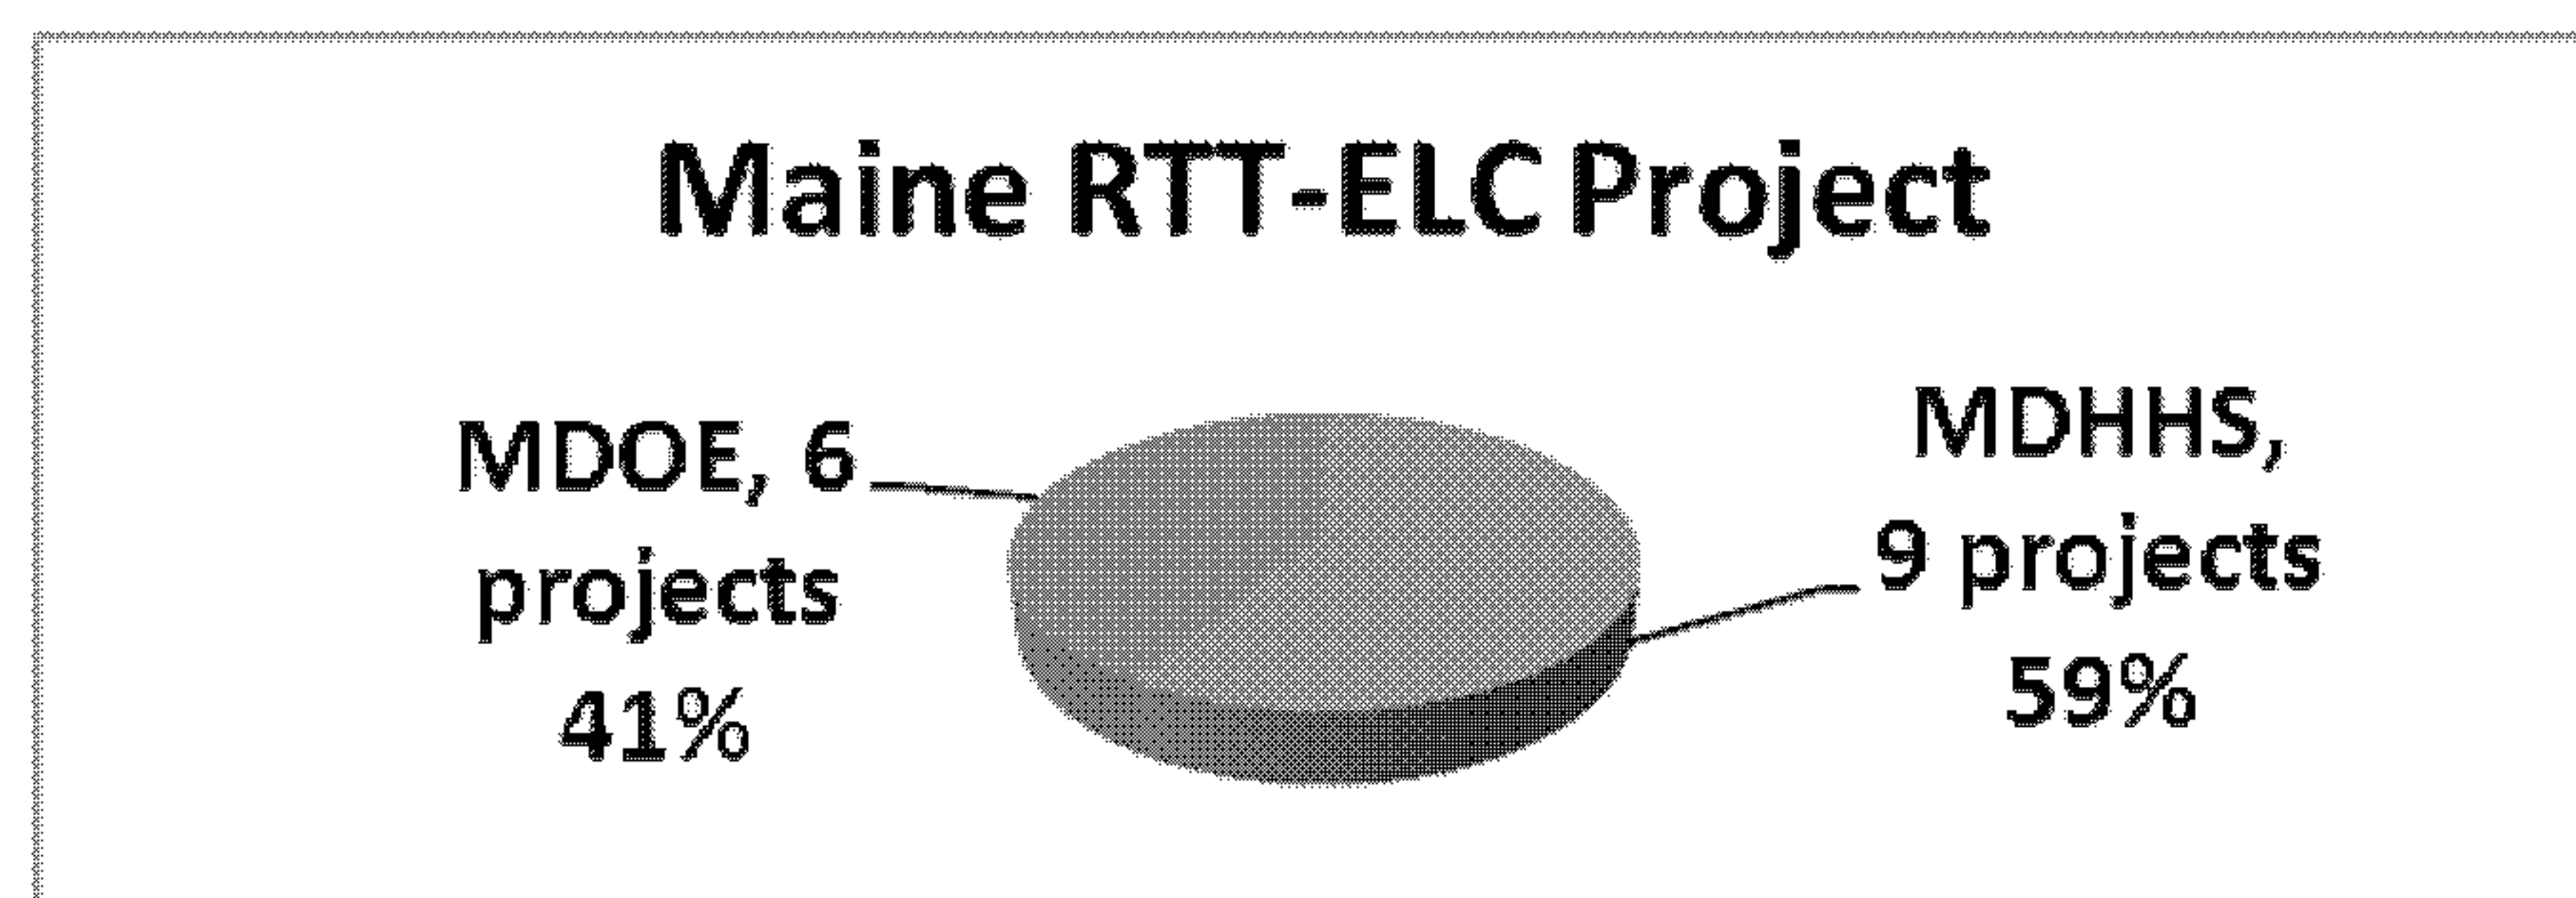 Maine RTT-ELC Project
MDOE, 6
projects
41%
MDHHS,
9 projects
59%